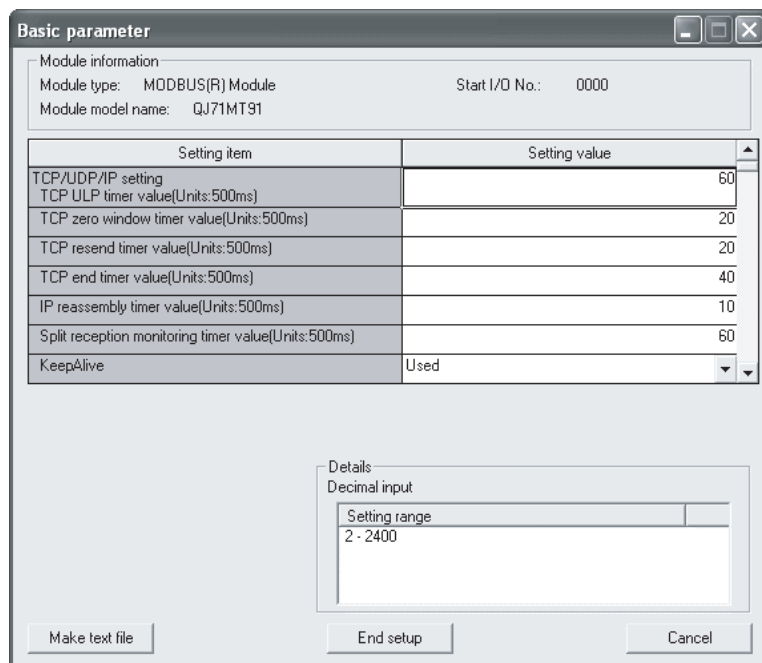 Basic parameter
Module information
Module type: MODBUS(R) Module Start I/O No.: 0000
Module model name: QJ71MT91
Setting item Setting value
TCP/UDP/IP setting
TCP ULP timer value(Units:500ms) 60
TCP zero window timer value(Units:500ms) 20
TCP resend timer value(Units:500ms) 20
TCP end timer value(Units:500ms) 40
IP reassembly timer value(Units:500ms) 10
Split reception monitoring timer value(Units:500ms) 60
KeepAlive Used
Details
Decimal input
Setting range
2 - 2400
Make text file End setup Cancel